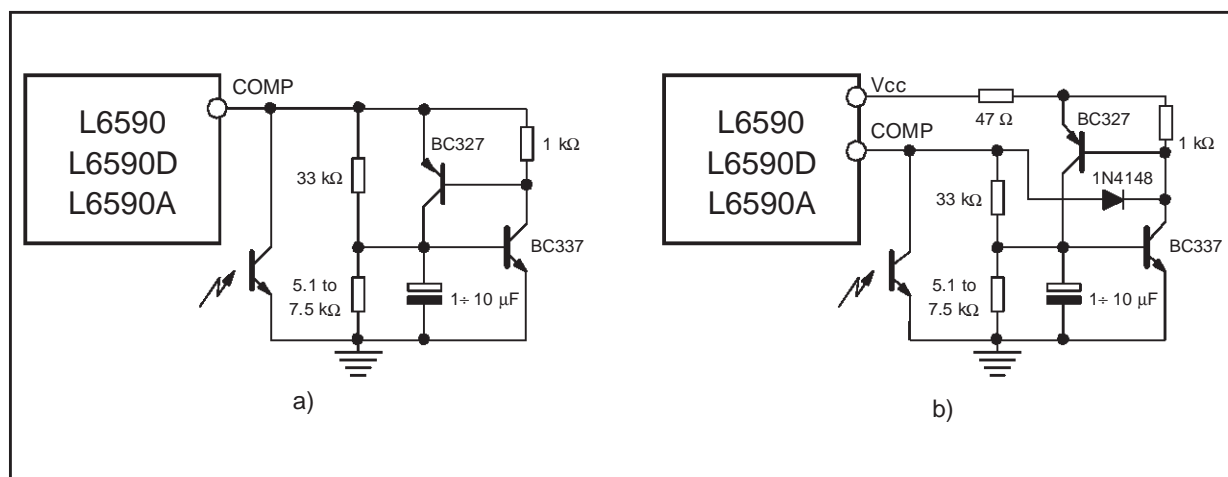 L6590
L6590D
L6590A
COMP
BC327
1 kΩ
33 kΩ
BC337
5.1 to
7.5 kΩ
1÷ 10 μF
a)
L6590
L6590D
L6590A
Vcc
47 Ω
COMP
BC327
1 kΩ
1N4148
33 kΩ
BC337
5.1 to
7.5 kΩ
1÷ 10 μF
b)